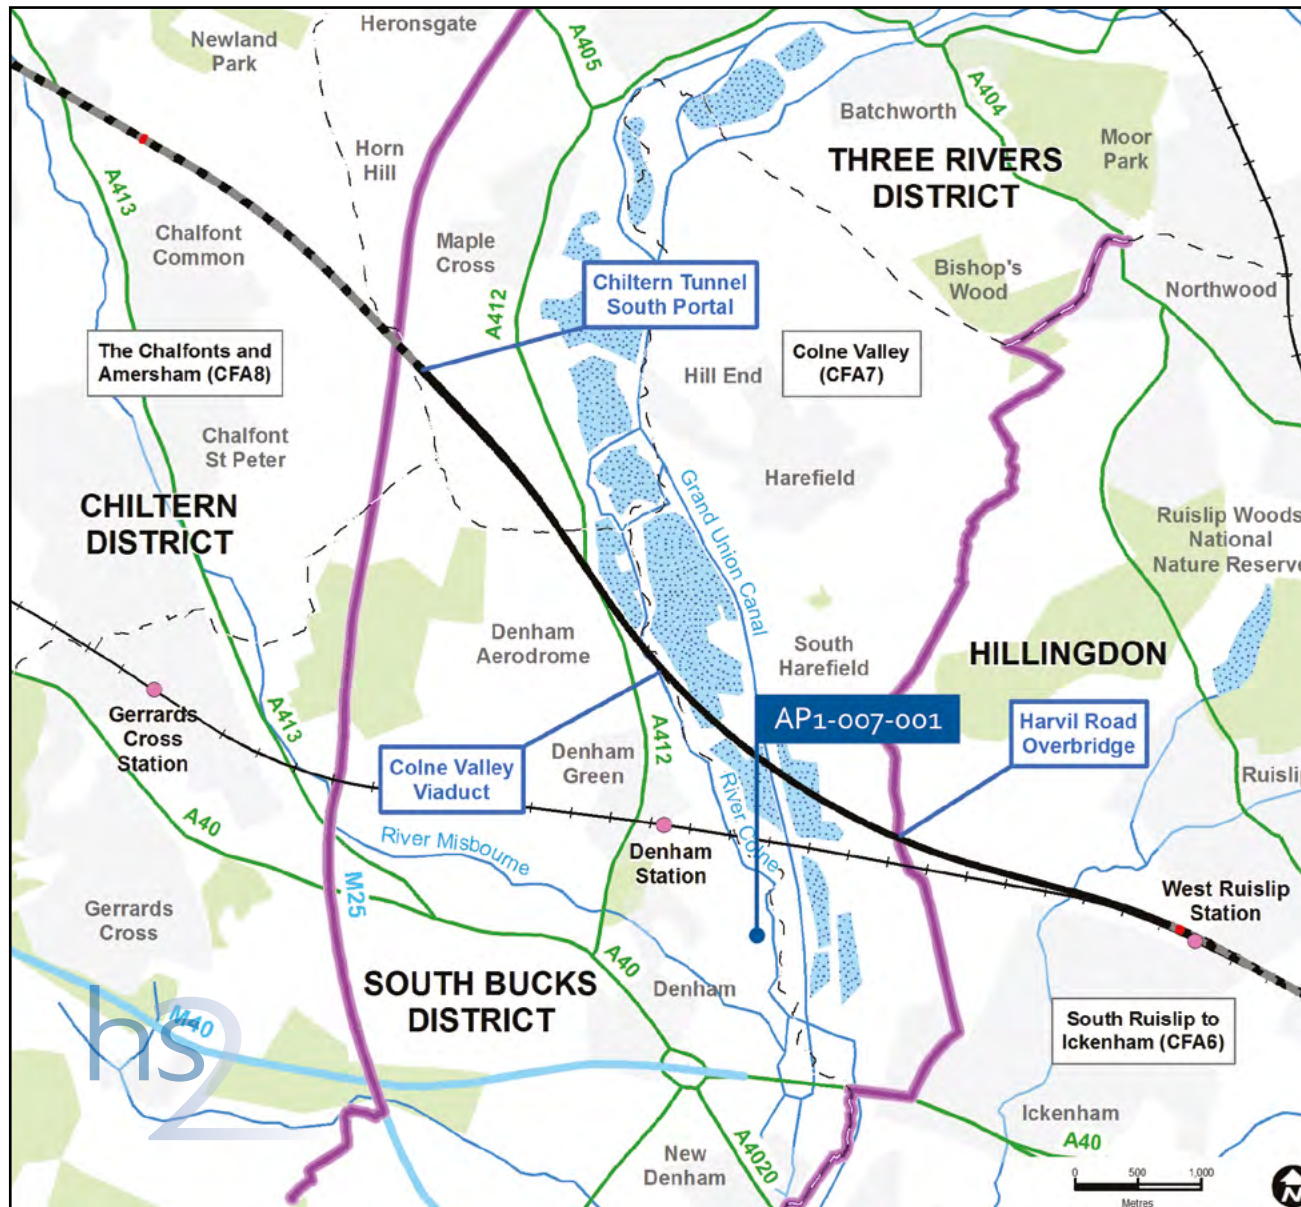 Newland
Park
Heronsgate
A405
A404
Batchworth
Moor
Park
THREE RIVERS
DISTRICT
Horn
Hill
A413
Chalfont
Common
Maple
Cross
Chiltern Tunnel
South Portal
Bishop's
Wood
Northwood
A412
The Chalfonts and
Amersham (CFA8)
Hill End
Colne Valley
(CFA7)
Chalfont
St Peter
Harefield
Grand Union Canal
CHILTERN
DISTRICT
Ruislip Woods
National
Nature Reserve
Denham
Aerodrome
South
Harefield
HILLINGDON
Gerrards
Cross
Station
A413
A412
AP1-007-001
Harvil Road
Overbridge
Colne Valley
Viaduct
Denham
Green
Ruislip
A40
River Misbourne
River Colne
Denham
Station
M25
West Ruislip
Station
Gerrards
Cross
A40
SOUTH BUCKS
DISTRICT
Denham
M40
hs2
South Ruislip to
Ickenham (CFA6)
Ickenham
A40
New
Denham
A4020
0 500 1,000
Metres
N